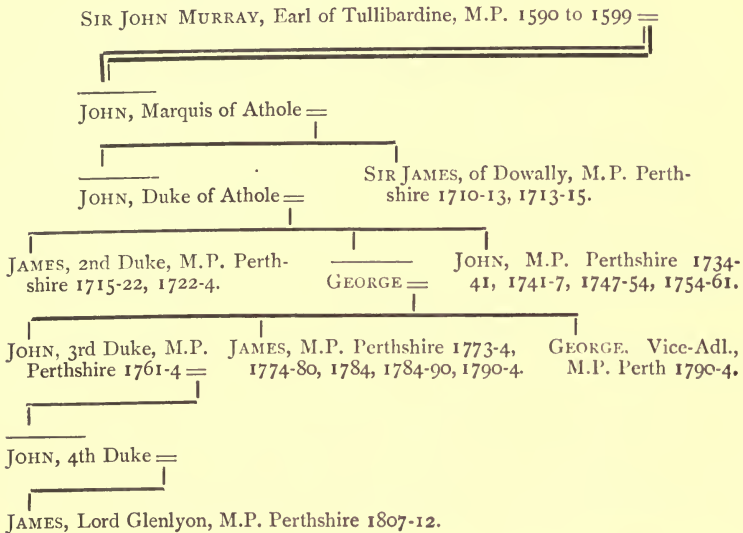 SIR JOHN MURRAY, Earl of Tullibardine, M.P. 1590 to 1599 =
JOHN, Marquis of Athole =
JOHN, Duke of Athole =
SIR JAMES, of Dowally, M.P. Perth-
shire 1710-13, 1713-15.
JAMES, 2nd Duke, M.P. Perth-
shire 1715-22, 1722-4.
GEORGE =
JOHN, M.P. Perthshire 1734-
41, 1741-7, 1747-54, 1754-61.
JOHN, 3rd Duke, M.P.
Perthshire 1761-4 =
JAMES, M.P. Perthshire 1773-4,
1774-80, 1784, 1784-90, 1790-4.
GEORGE. Vice-Adl.,
M.P. Perth 1790-4.
JOHN, 4th Duke =
JAMES, Lord Glenlyon, M.P. Perthshire 1807-12.